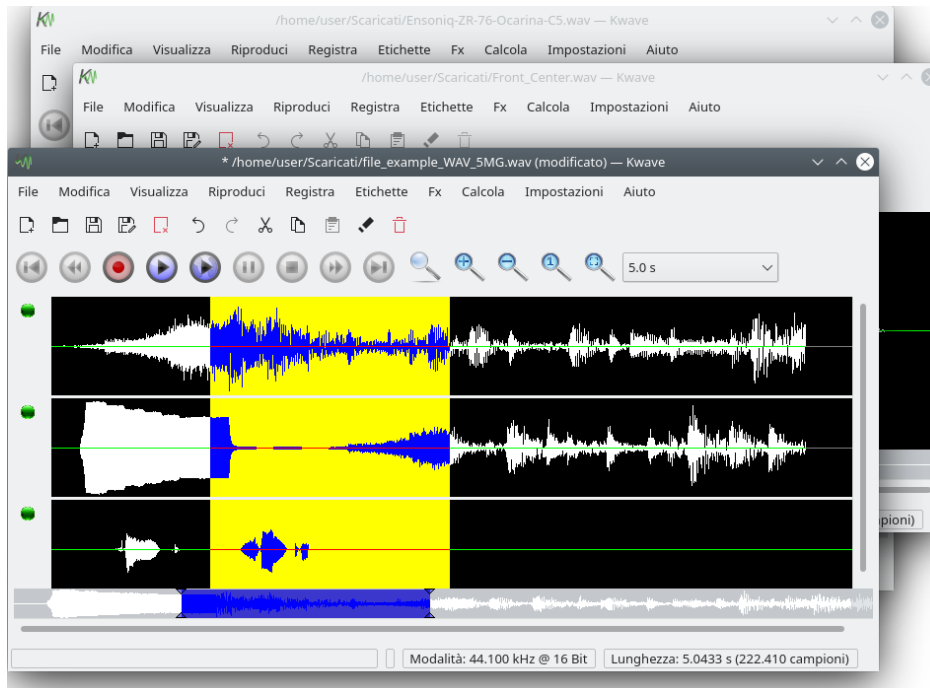 /home/user/Scaricati/Ensoniq-ZR-76-Ocarina-C5.wav — Kwave
File Modifica Visualizza Riproduci Registra Etichette Fx Calcola Impostazioni Aiuto
/home/user/Scaricati/Front_Center.wav — Kwave
File Modifica Visualizza Riproduci Registra Etichette Fx Calcola Impostazioni Aiuto
* /home/user/Scaricati/file_example_WAV_5MG.wav (modificato) — Kwave
File Modifica Visualizza Riproduci Registra Etichette Fx Calcola Impostazioni Aiuto
5.0 s
pioni)
Modalità: 44.100 kHz @ 16 Bit Lunghezza: 5.0433 s (222.410 campioni)